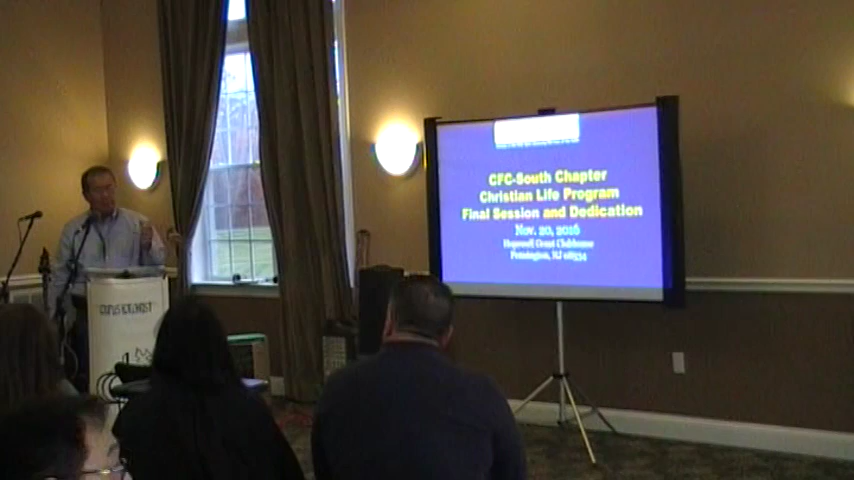 CFC-South Chapter
Christian Life Program
Final Session and Dedication
Nov. 20, 2016
Hopewell Grant Clubhouse
Pennington, NJ 08534